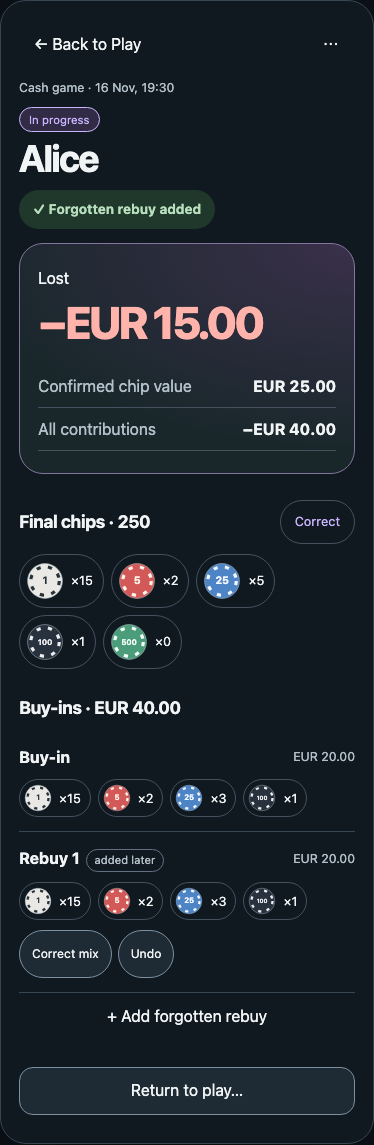 ← Back to Play ...
Cash game · 16 Nov, 19:30
In progress
Alice
✓ Forgotten rebuy added
Lost
−EUR 15.00
Confirmed chip value EUR 25.00
All contributions −EUR 40.00
Final chips · 250 Correct
1 ×15 5 ×2 25 ×5
100 ×1 500 ×0
Buy-ins · EUR 40.00
Buy-in EUR 20.00
1 ×15 5 ×2 25 ×3 100 ×1
Rebuy 1 added later EUR 20.00
1 ×15 5 ×2 25 ×3 100 ×1
Correct mix Undo
+ Add forgotten rebuy
Return to play...